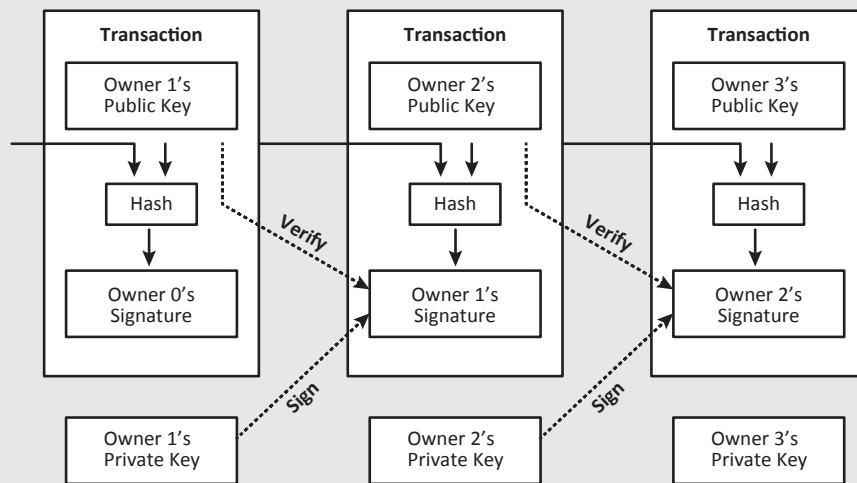 Transaction
Owner 1's
Public Key
Hash
Owner 0's
Signature
Owner 1's
Private Key
Verify
Sign
Transaction
Owner 2's
Public Key
Hash
Owner 1's
Signature
Owner 2's
Private Key
Verify
Sign
Transaction
Owner 3's
Public Key
Hash
Owner 2's
Signature
Owner 3's
Private Key